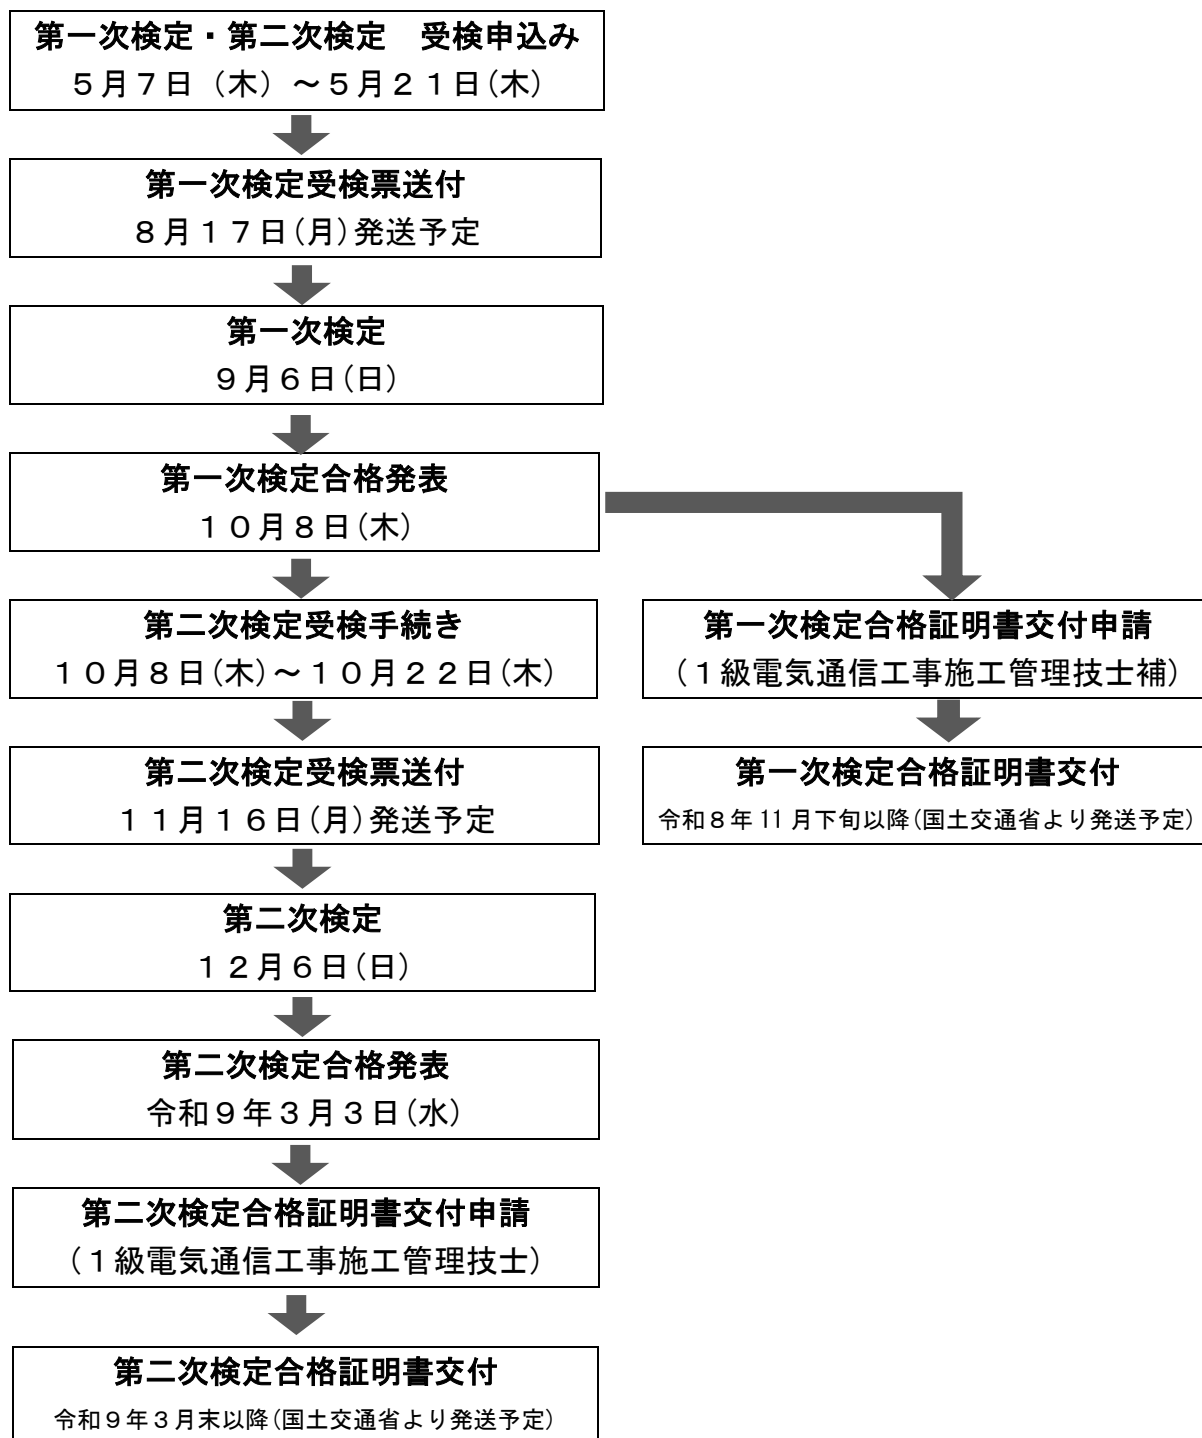 第一次検定・第二次検定　受検申込み
５月７日（木）～５月２１日(木)
第一次検定受検票送付
８月１７日(月)発送予定
第一次検定
９月６日(日)
第一次検定合格発表
１０月８日(木)
第二次検定受検手続き
１０月８日(木)～１０月２２日(木)
第一次検定合格証明書交付申請
(１級電気通信工事施工管理技士補)
第二次検定受検票送付
１１月１６日(月)発送予定
第一次検定合格証明書交付
令和８年 11 月下旬以降(国土交通省より発送予定)
第二次検定
１２月６日(日)
第二次検定合格発表
令和９年３月３日(水)
第二次検定合格証明書交付申請
(１級電気通信工事施工管理技士)
第二次検定合格証明書交付
令和９年３月末以降(国土交通省より発送予定)